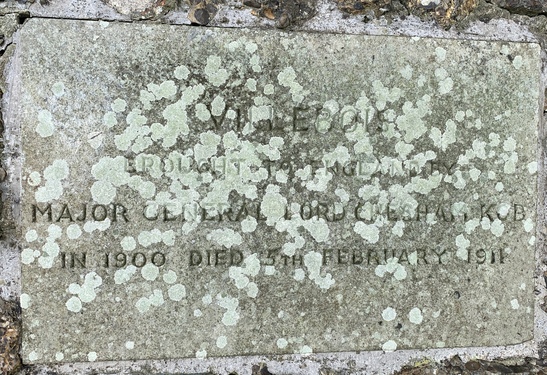 VILLEBOIS
BROUGHT TO ENGLAND BY
MAJOR GENERAL LORD CHESHAM KCB
IN 1900 DIED 5TH FEBRUARY 1911